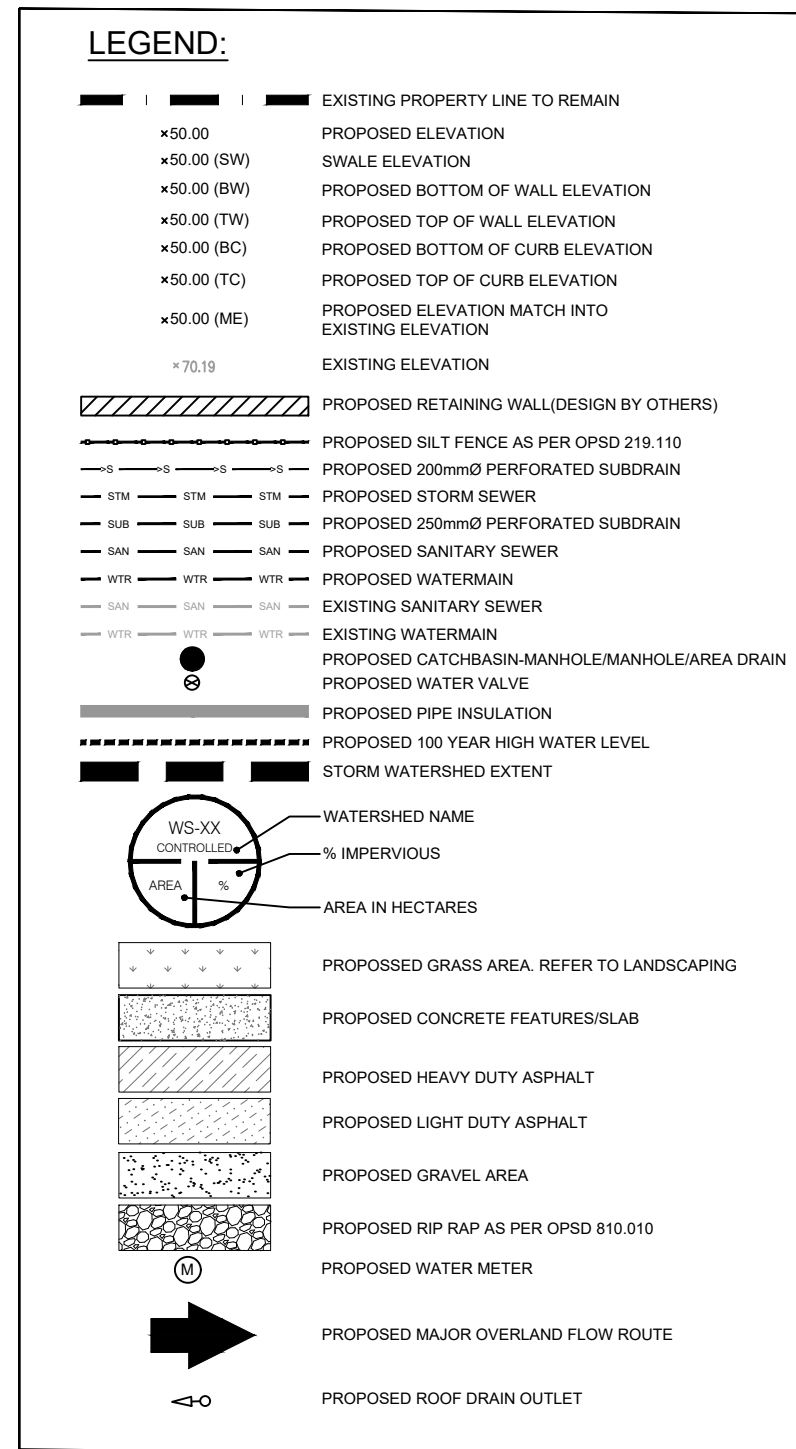 LEGEND:
EXISTING PROPERTY LINE TO REMAIN
×50.00 PROPOSED ELEVATION
×50.00 (SW) SWALE ELEVATION
×50.00 (BW) PROPOSED BOTTOM OF WALL ELEVATION
×50.00 (TW) PROPOSED TOP OF WALL ELEVATION
×50.00 (BC) PROPOSED BOTTOM OF CURB ELEVATION
×50.00 (TC) PROPOSED TOP OF CURB ELEVATION
×50.00 (ME) PROPOSED ELEVATION MATCH INTO
EXISTING ELEVATION
×70.19 EXISTING ELEVATION
PROPOSED RETAINING WALL(DESIGN BY OTHERS)
PROPOSED SILT FENCE AS PER OPSD 219.110
>S >S >S >S PROPOSED 200mmØ PERFORATED SUBDRAIN
STM STM STM PROPOSED STORM SEWER
SUB SUB SUB PROPOSED 250mmØ PERFORATED SUBDRAIN
SAN SAN SAN PROPOSED SANITARY SEWER
WTR WTR WTR PROPOSED WATERMAIN
SAN SAN SAN EXISTING SANITARY SEWER
WTR WTR WTR EXISTING WATERMAIN
PROPOSED CATCHBASIN-MANHOLE/MANHOLE/AREA DRAIN
PROPOSED WATER VALVE
PROPOSED PIPE INSULATION
PROPOSED 100 YEAR HIGH WATER LEVEL
STORM WATERSHED EXTENT
WS-XX
CONTROLLED
AREA %
WATERSHED NAME
% IMPERVIOUS
AREA IN HECTARES
PROPOSSED GRASS AREA. REFER TO LANDSCAPING
PROPOSED CONCRETE FEATURES/SLAB
PROPOSED HEAVY DUTY ASPHALT
PROPOSED LIGHT DUTY ASPHALT
PROPOSED GRAVEL AREA
PROPOSED RIP RAP AS PER OPSD 810.010
M PROPOSED WATER METER
PROPOSED MAJOR OVERLAND FLOW ROUTE
PROPOSED ROOF DRAIN OUTLET